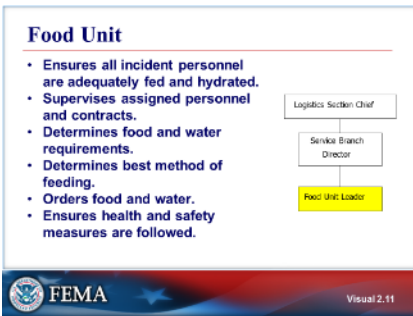 Food Unit
• Ensures all incident personnel
are adequately fed and hydrated.
• Supervises assigned personnel
and contracts.
• Determines food and water
requirements.
• Determines best method of
feeding.
• Orders food and water.
• Ensures health and safety
measures are followed.
Logistics Section Chief
Service Branch
Director
Food Unit Leader
FEMA
Visual 2.11